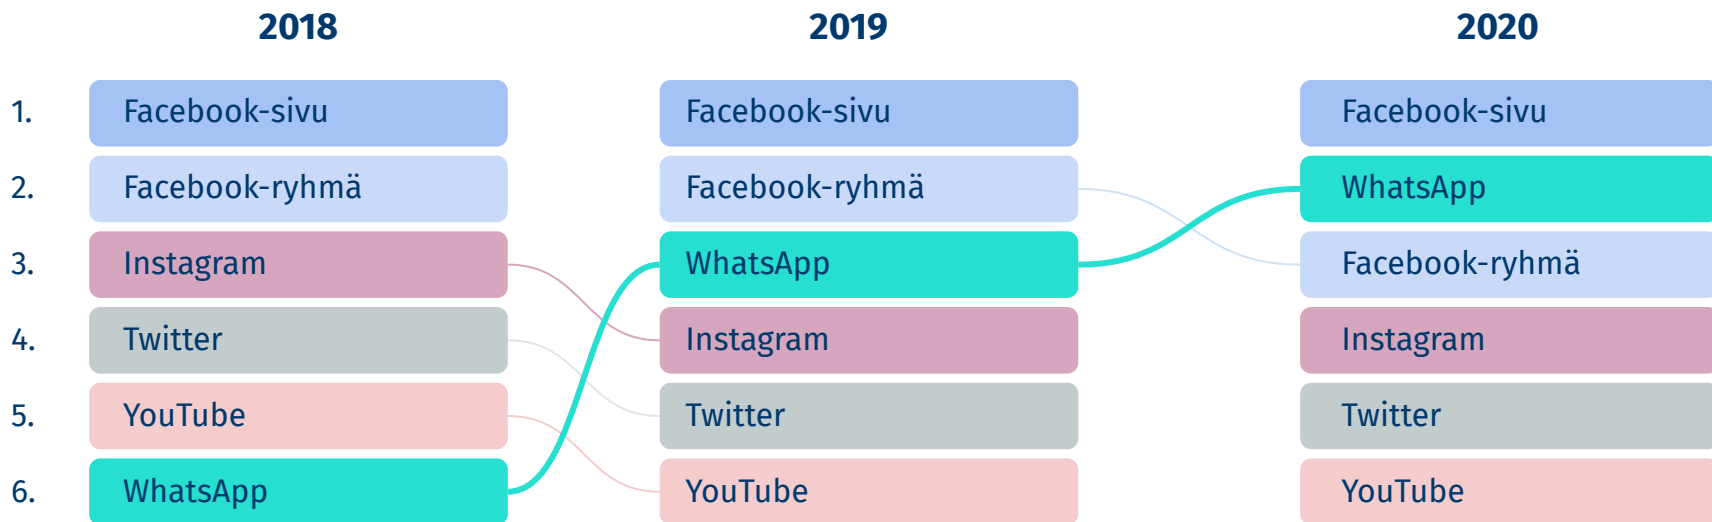 2018 2019 2020
1. Facebook-sivu Facebook-sivu Facebook-sivu
2. Facebook-ryhmä Facebook-ryhmä WhatsApp
3. Instagram WhatsApp Facebook-ryhmä
4. Twitter Instagram Instagram
5. YouTube Twitter Twitter
6. WhatsApp YouTube YouTube